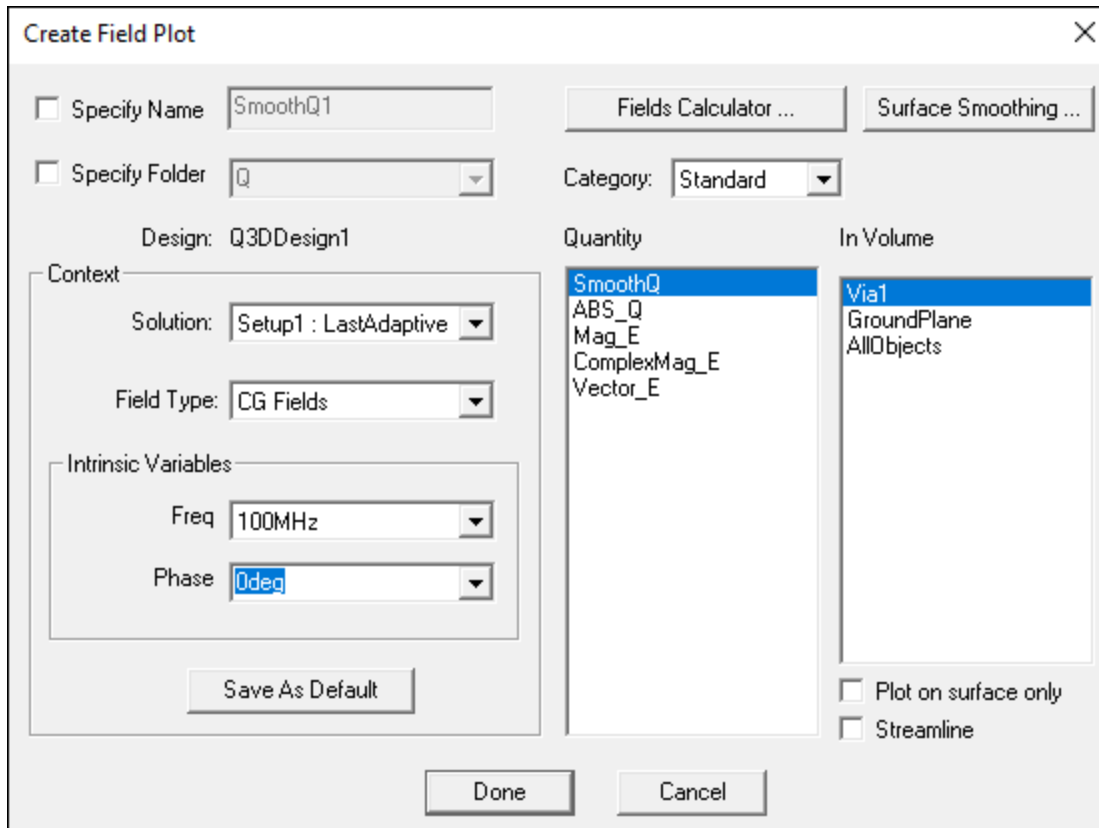 Create Field Plot
Specify Name SmoothQ1 Fields Calculator ... Surface Smoothing ...
Specify Folder Q Category: Standard
Design: Q3DDesign1 Quantity In Volume
Context
Solution: Setup1 : LastAdaptive
Field Type: CG Fields
Intrinsic Variables
Freq 100MHz
Phase 0deg
Save As Default
SmoothQ
ABS_Q
Mag_E
ComplexMag_E
Vector_E
Via1
GroundPlane
AllObjects
Plot on surface only
Streamline
Done Cancel